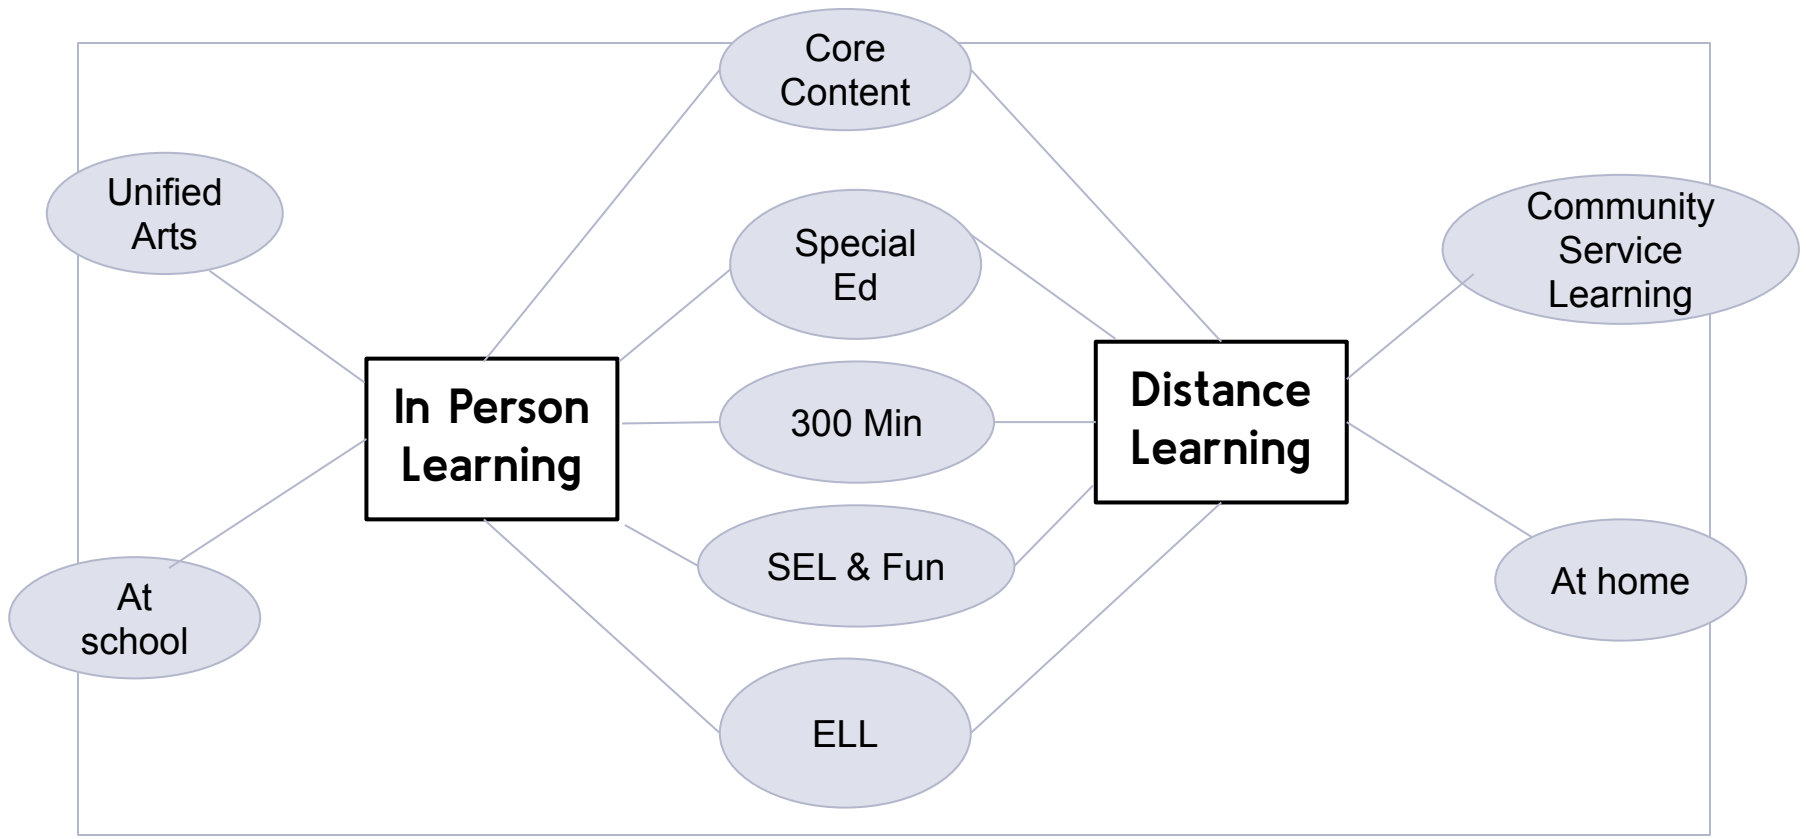 Core
Content
Unified
Arts
Community
Service
Learning
Special
Ed
In Person
Learning
300 Min
Distance
Learning
SEL & Fun
At
school
At home
ELL